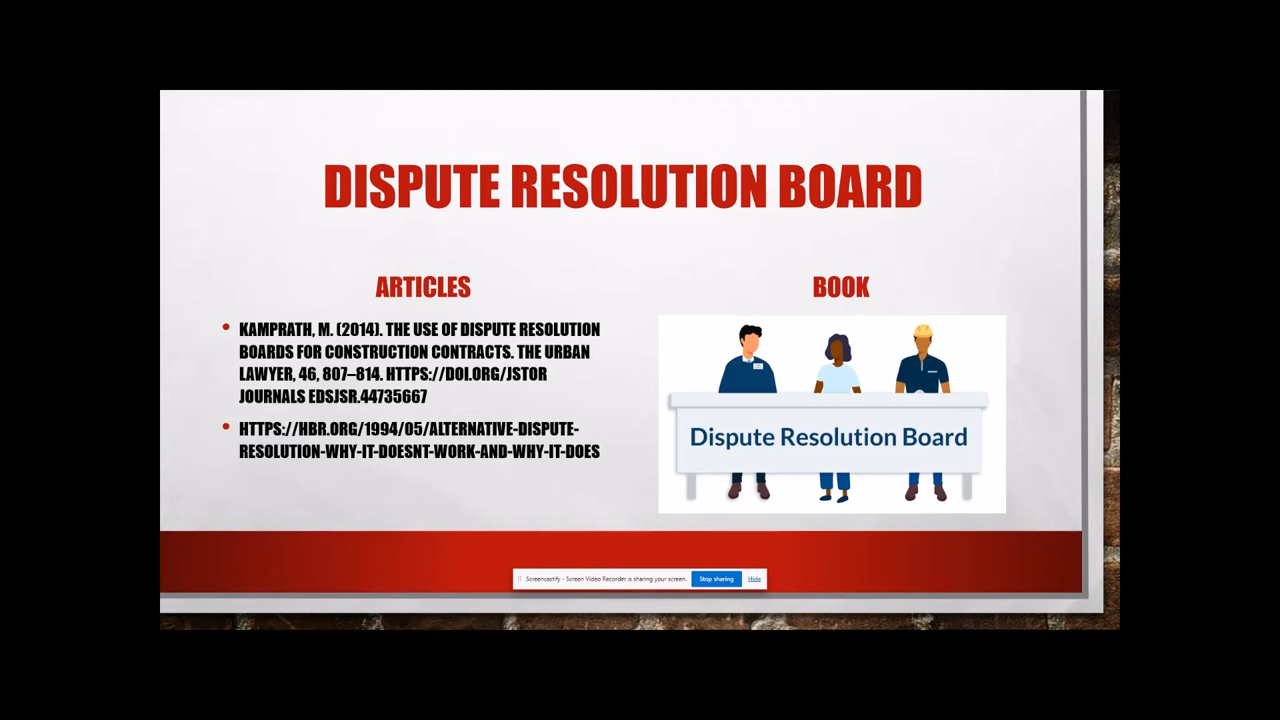 DISPUTE RESOLUTION BOARD
ARTICLES
• KAMPRATH, M. (2014). THE USE OF DISPUTE RESOLUTION
BOARDS FOR CONSTRUCTION CONTRACTS. THE URBAN
LAWYER, 46, 807–814. HTTPS://DOI.ORG/JSTOR
JOURNALS EDSJSR.44735667
• HTTPS://HBR.ORG/1994/05/ALTERNATIVE-DISPUTE-
RESOLUTION-WHY-IT-DOESNT-WORK-AND-WHY-IT-DOES
BOOK
Dispute Resolution Board
Screencastify - Screen Video Recorder is sharing your screen. Stop sharing Hide